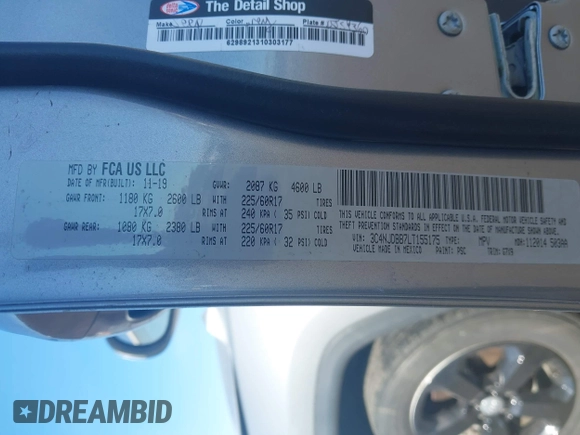 The Detail Shop
Make
Color
Plate #
6298921310303177
MFD BY FCA US LLC
DATE OF MFR(BUILT): 11-19
GVWR: 2087 KG 4600 LB
GAWR FRONT: 1180 KG 2600 LB WITH 225/60R17 TIRES
17X7.0 RIMS AT 240 KPA ( 35 PSI) COLD
GAWR REAR: 1080 KG 2380 LB WITH 225/60R17 TIRES
17X7.0 RIMS AT 220 KPA ( 32 PSI) COLD
THIS VEHICLE CONFORMS TO ALL APPLICABLE U.S.A. FEDERAL MOTOR VEHICLE SAFETY AND
THEFT PREVENTION STANDARDS IN EFFECT ON THE DATE OF MANUFACTURE SHOWN ABOVE.
VIN: 3C4NJDBB7LT155175 TYPE: MPV MDH: 112014 509AA
VEHICLE MADE IN MEXICO PAINT: PSC TRIM:
DREAMBID